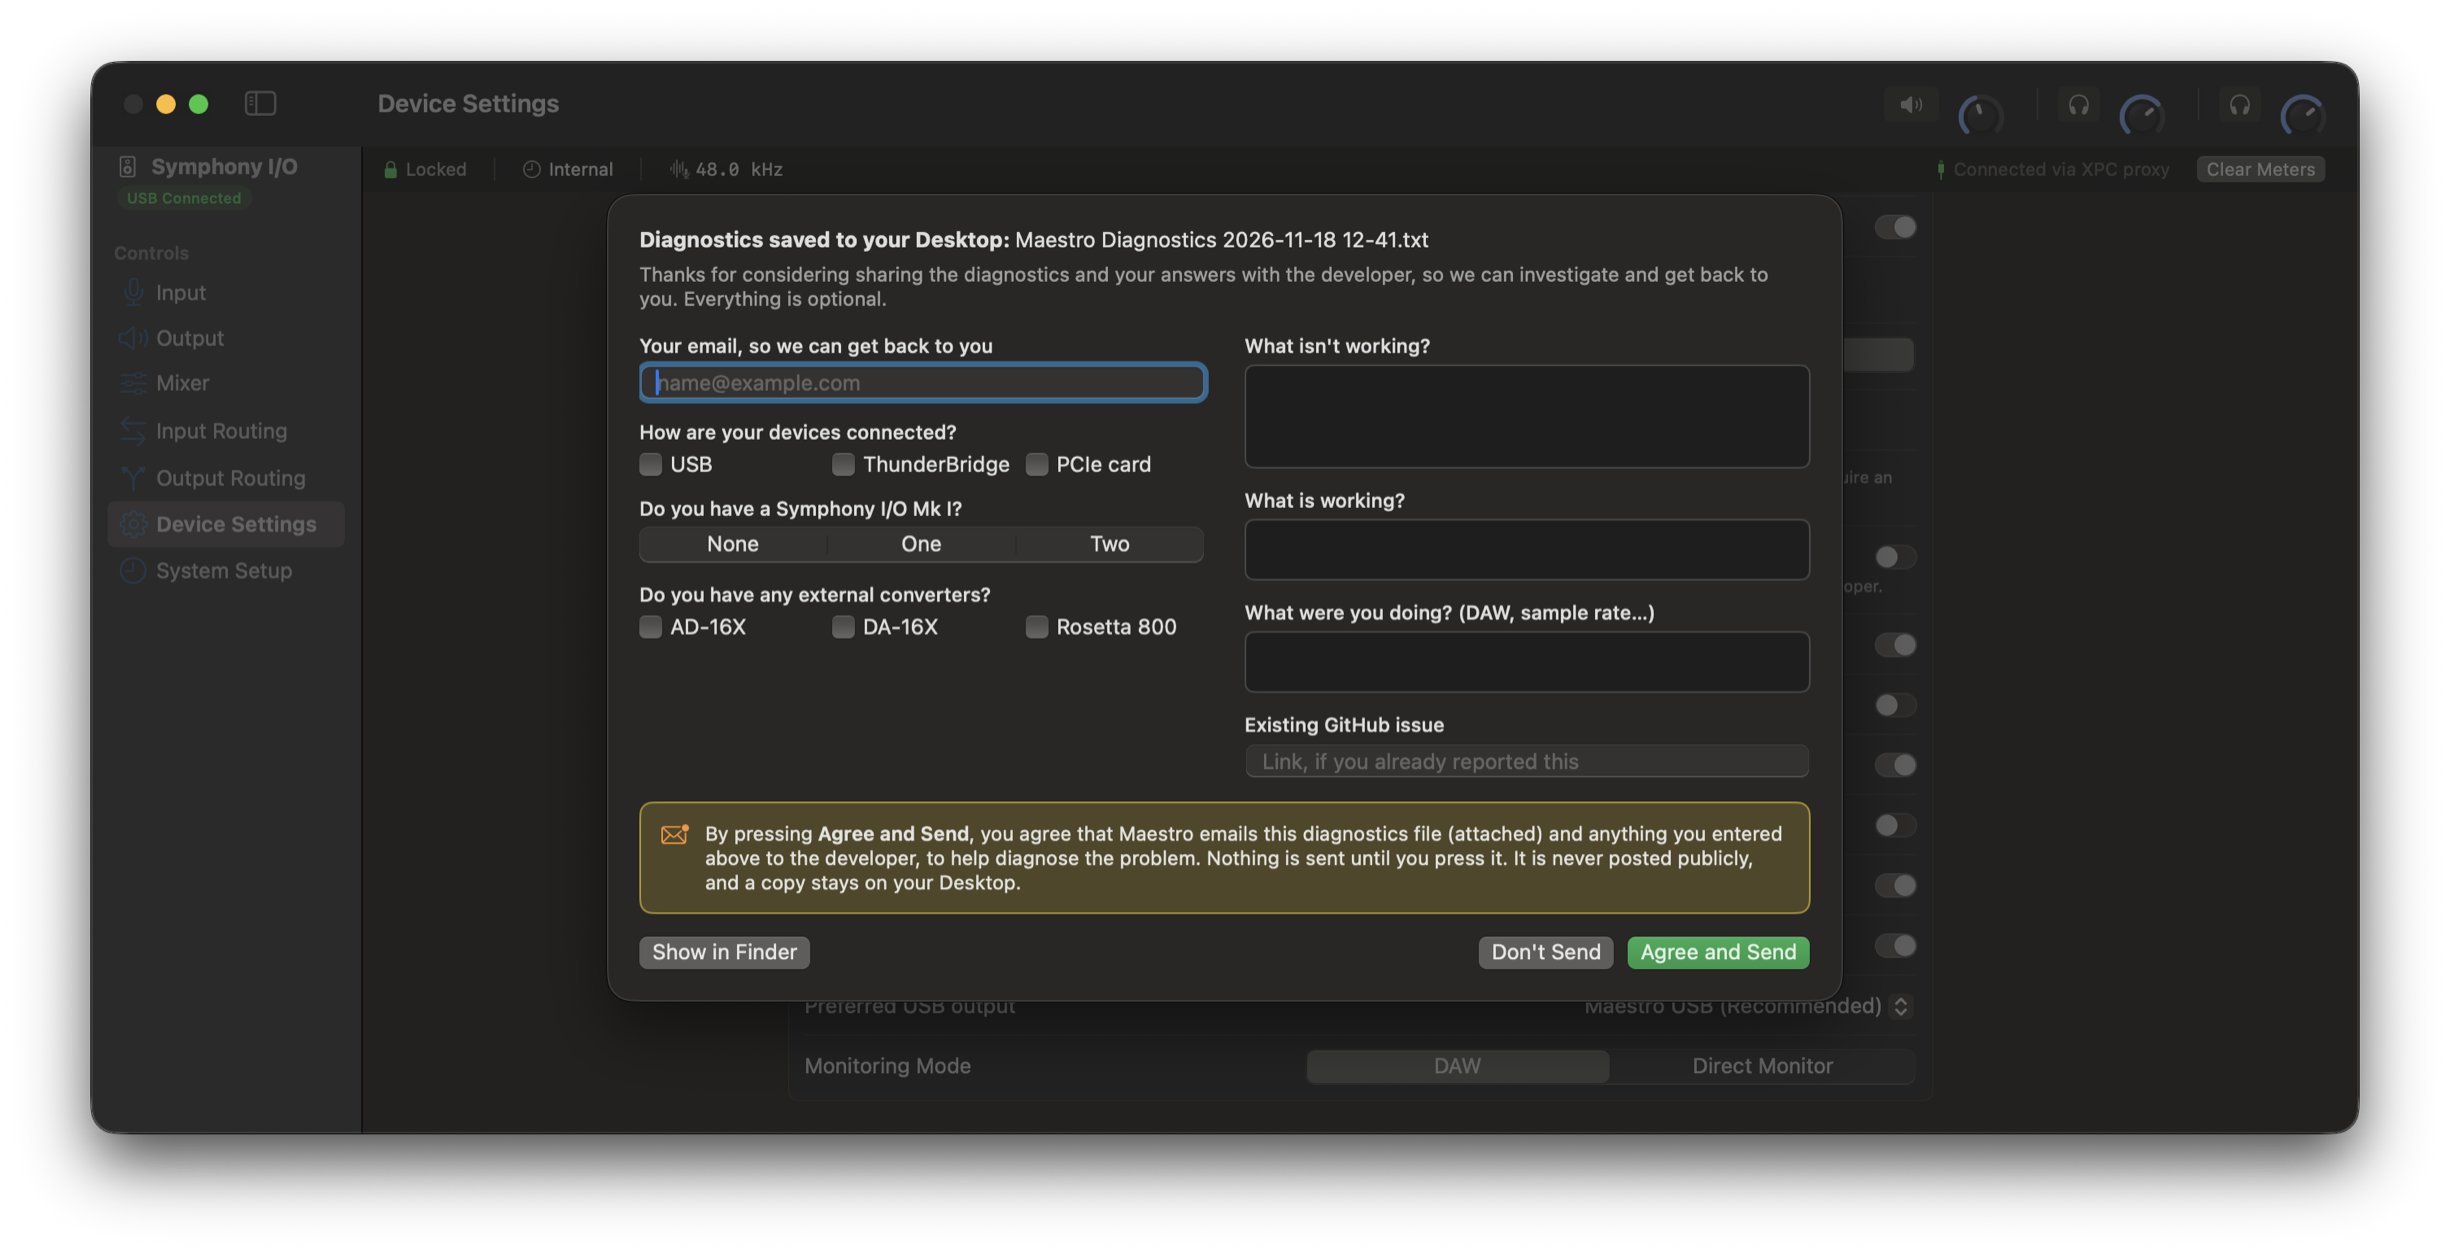 Device Settings
Symphony I/O
USB Connected
Locked
Internal
48.0 kHz
Connected via XPC proxy
Clear Meters
Controls
Input
Output
Mixer
Input Routing
Output Routing
Device Settings
System Setup
Diagnostics saved to your Desktop: Maestro Diagnostics 2026-11-18 12-41.txt
Thanks for considering sharing the diagnostics and your answers with the developer, so we can investigate and get back to
you. Everything is optional.
Your email, so we can get back to you
name@example.com
How are your devices connected?
USB
ThunderBridge
PCIe card
Do you have a Symphony I/O Mk I?
None
One
Two
Do you have any external converters?
AD-16X
DA-16X
Rosetta 800
What isn't working?
What is working?
What were you doing? (DAW, sample rate...)
Existing GitHub issue
Link, if you already reported this
By pressing Agree and Send, you agree that Maestro emails this diagnostics file (attached) and anything you entered
above to the developer, to help diagnose the problem. Nothing is sent until you press it. It is never posted publicly,
and a copy stays on your Desktop.
Show in Finder
Don't Send
Agree and Send
an
Preferred USB output
Maestro USB (Recommended)
Monitoring Mode
DAW
Direct Monitor